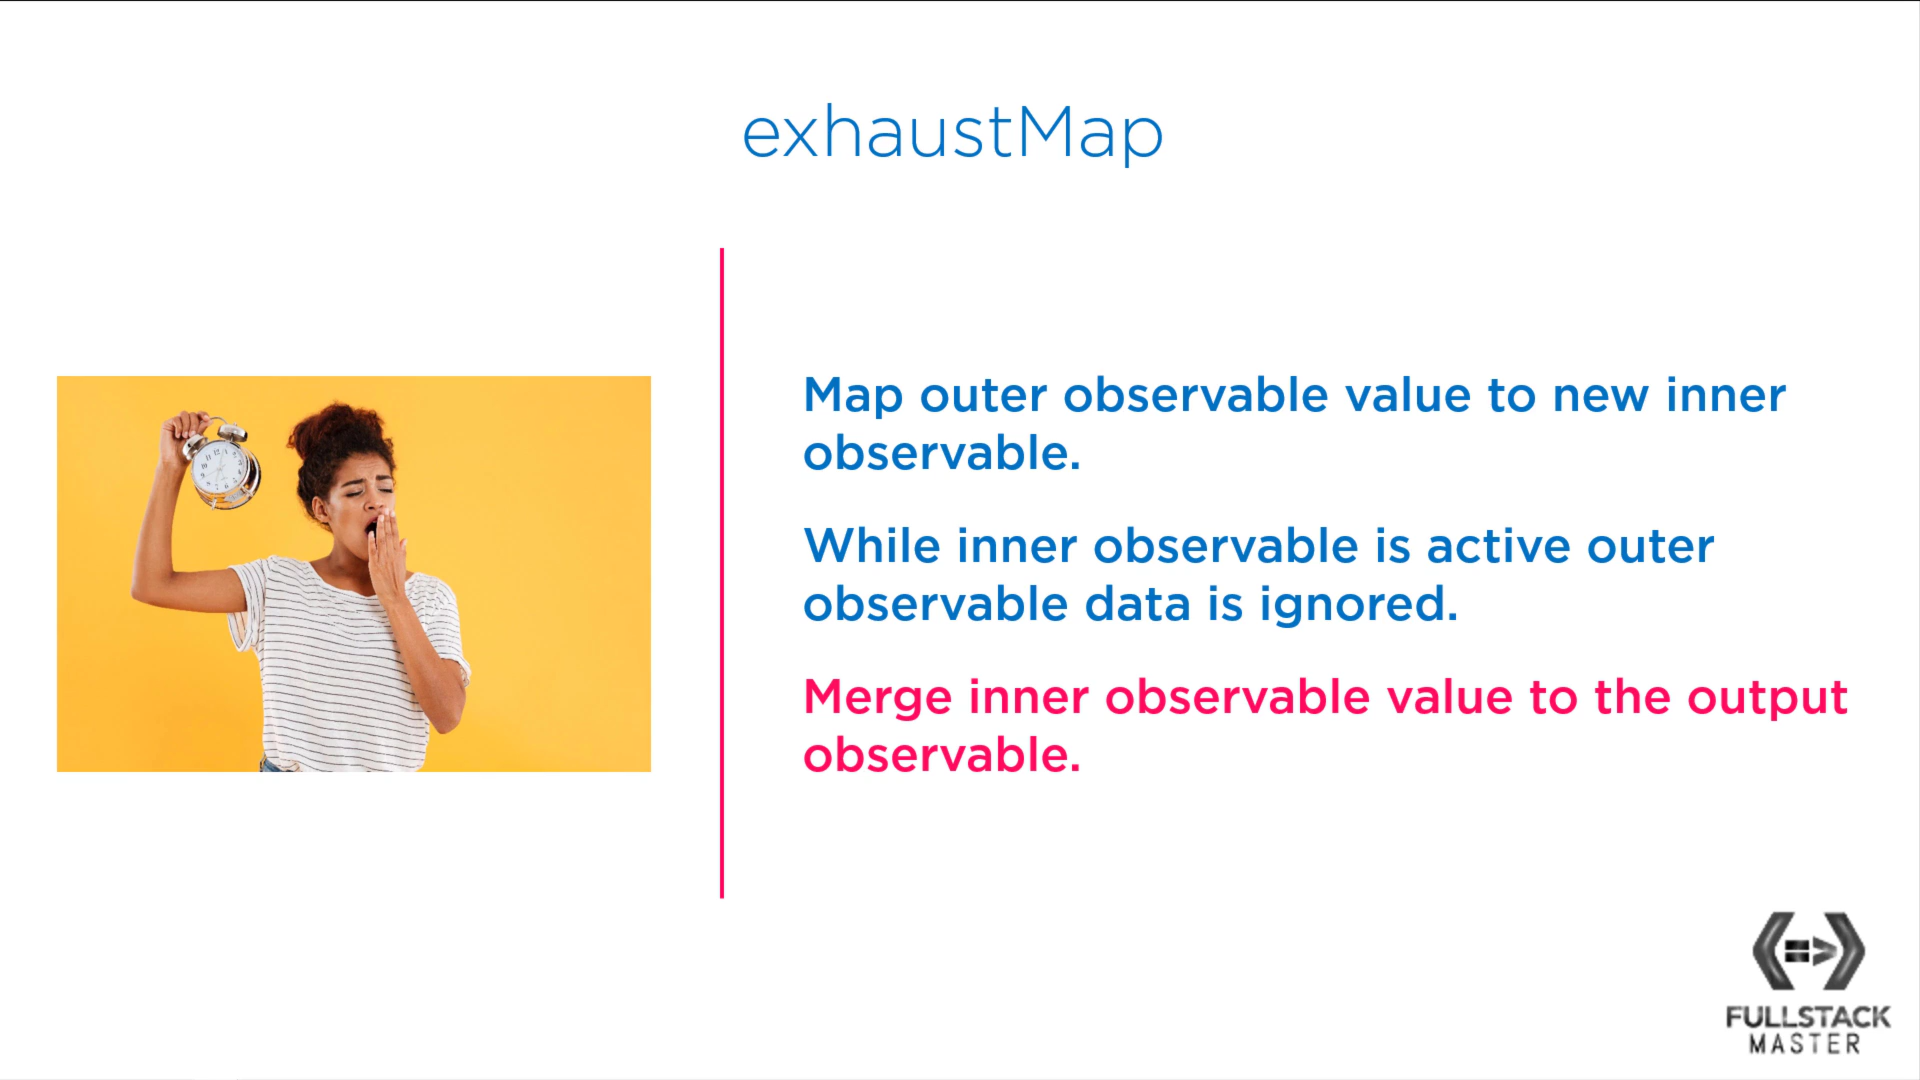 exhaustMap
Map outer observable value to new inner
observable.
While inner observable is active outer
observable data is ignored.
Merge inner observable value to the output
observable.
FULLSTACK
MASTER